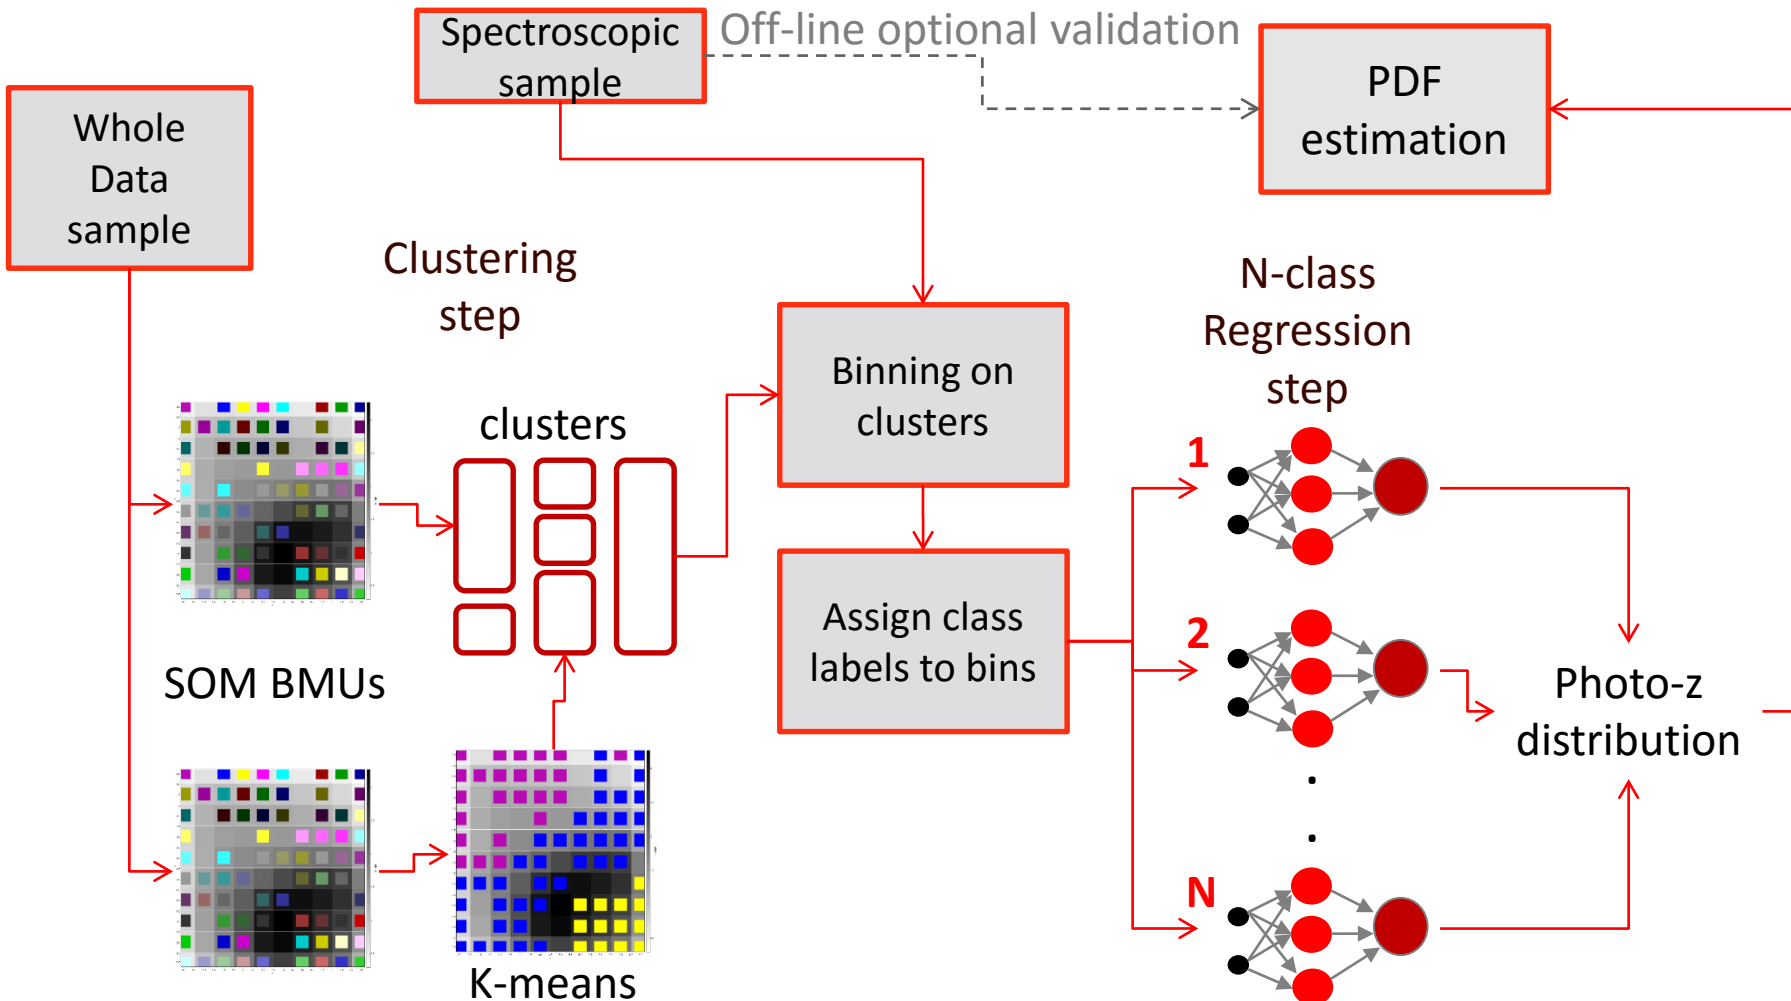 Spectroscopic
sample
Off-line optional validation
PDF
estimation
Whole
Data
sample
Clustering
step
N-class
Regression
step
Binning on
clusters
clusters
1
Assign class
labels to bins
2
SOM BMUs
Photo-z
distribution
.
.
N
K-means